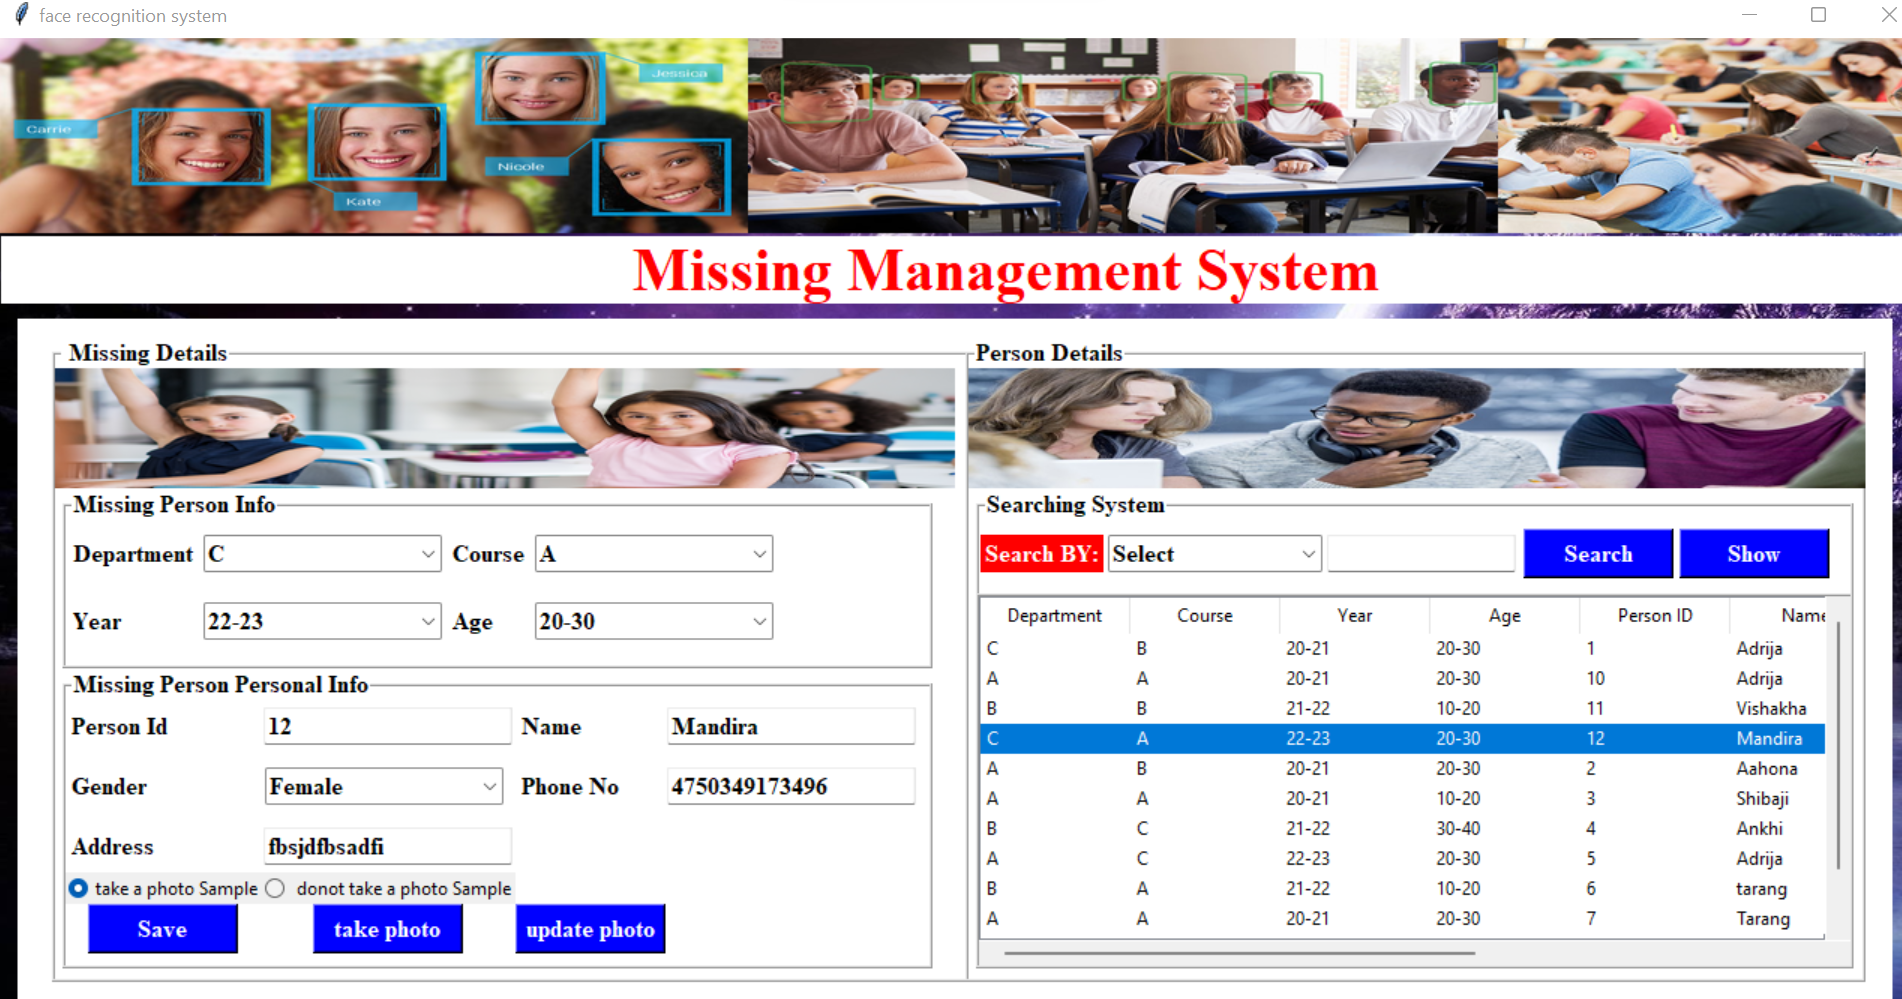 face recognition system
Jessica
Carrie
Nicole
Kate
Missing Management System
Missing Details
Person Details
Missing Person Info
Department C Course A
Year 22-23 Age 20-30
Missing Person Personal Info
Person Id 12 Name Mandira
Gender Female Phone No 4750349173496
Address fbsjdfbsadfi
take a photo Sample donot take a photo Sample
Save take photo update photo
Searching System
Search BY: Select Search Show
Department Course Year Age Person ID Name
C B 20-21 20-30 1 Adrija
A A 20-21 20-30 10 Adrija
B B 21-22 10-20 11 Vishakha
C A 22-23 20-30 12 Mandira
A B 20-21 20-30 2 Aahona
A A 20-21 10-20 3 Shibaji
B C 21-22 30-40 4 Ankhi
A C 22-23 20-30 5 Adrija
B A 21-22 10-20 6 tarang
A A 20-21 20-30 7 Tarang